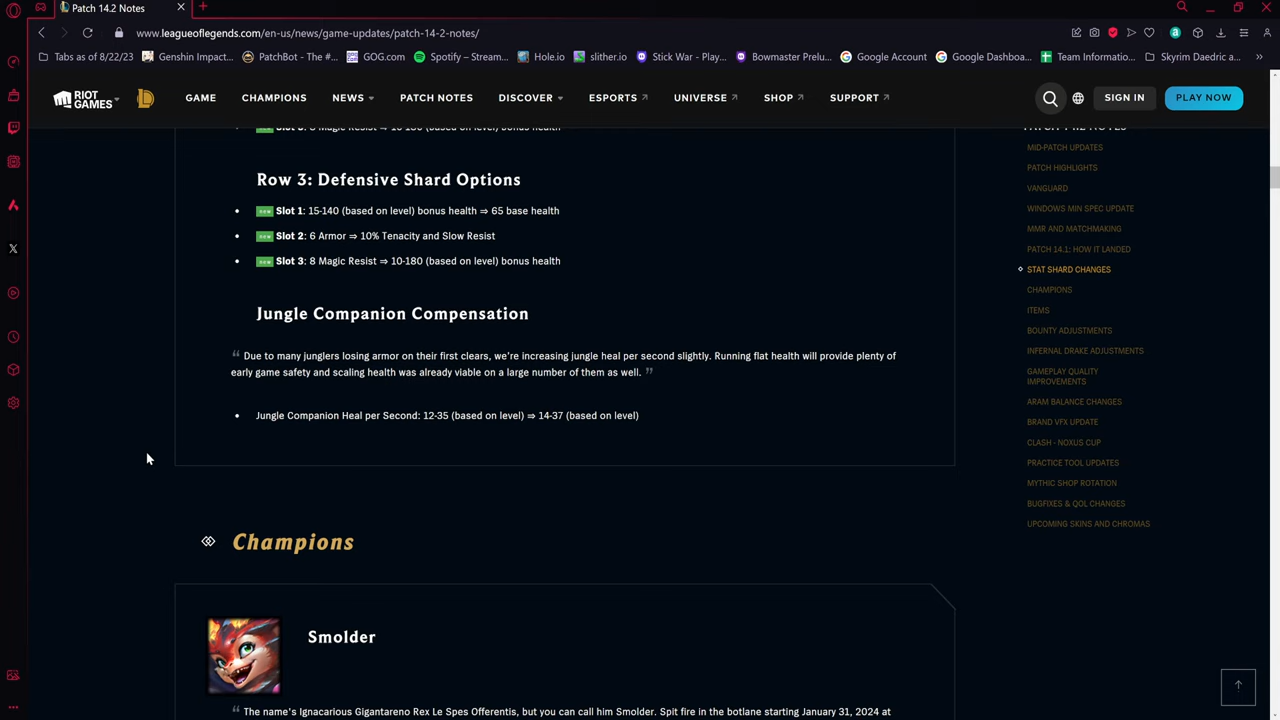 Patch 14.2 Notes
www.leagueoflegends.com/en-us/news/game-updates/patch-14-2-notes/
Tabs as of 8/22/23
Genshin Impact...
PatchBot - The #...
GOG.com
Spotify – Stream...
Hole.io
slither.io
Stick War - Play...
Bowmaster Prelu...
Google Account
Google Dashboa...
Team Informatio...
Skyrim Daedric a...
RIOT GAMES
GAME
CHAMPIONS
NEWS
PATCH NOTES
DISCOVER
ESPORTS
UNIVERSE
SHOP
SUPPORT
SIGN IN
PLAY NOW
Row 3: Defensive Shard Options
new Slot 1: 15-140 (based on level) bonus health ⇒ 65 base health
new Slot 2: 6 Armor ⇒ 10% Tenacity and Slow Resist
new Slot 3: 8 Magic Resist ⇒ 10-180 (based on level) bonus health
Jungle Companion Compensation
" Due to many junglers losing armor on their first clears, we're increasing jungle heal per second slightly. Running flat health will provide plenty of
early game safety and scaling health was already viable on a large number of them as well. "
Jungle Companion Heal per Second: 12-35 (based on level) ⇒ 14-37 (based on level)
Champions
Smolder
" The name's Ignacarious Gigantareno Rex Le Spes Offerentis, but you can call him Smolder. Spit fire in the botlane starting January 31, 2024 at
MID-PATCH UPDATES
PATCH HIGHLIGHTS
VANGUARD
WINDOWS MIN SPEC UPDATE
MMR AND MATCHMAKING
PATCH 14.1: HOW IT LANDED
STAT SHARD CHANGES
CHAMPIONS
ITEMS
BOUNTY ADJUSTMENTS
INFERNAL DRAKE ADJUSTMENTS
GAMEPLAY QUALITY
IMPROVEMENTS
ARAM BALANCE CHANGES
BRAND VFX UPDATE
CLASH - NOXUS CUP
PRACTICE TOOL UPDATES
MYTHIC SHOP ROTATION
BUGFIXES & QOL CHANGES
UPCOMING SKINS AND CHROMAS